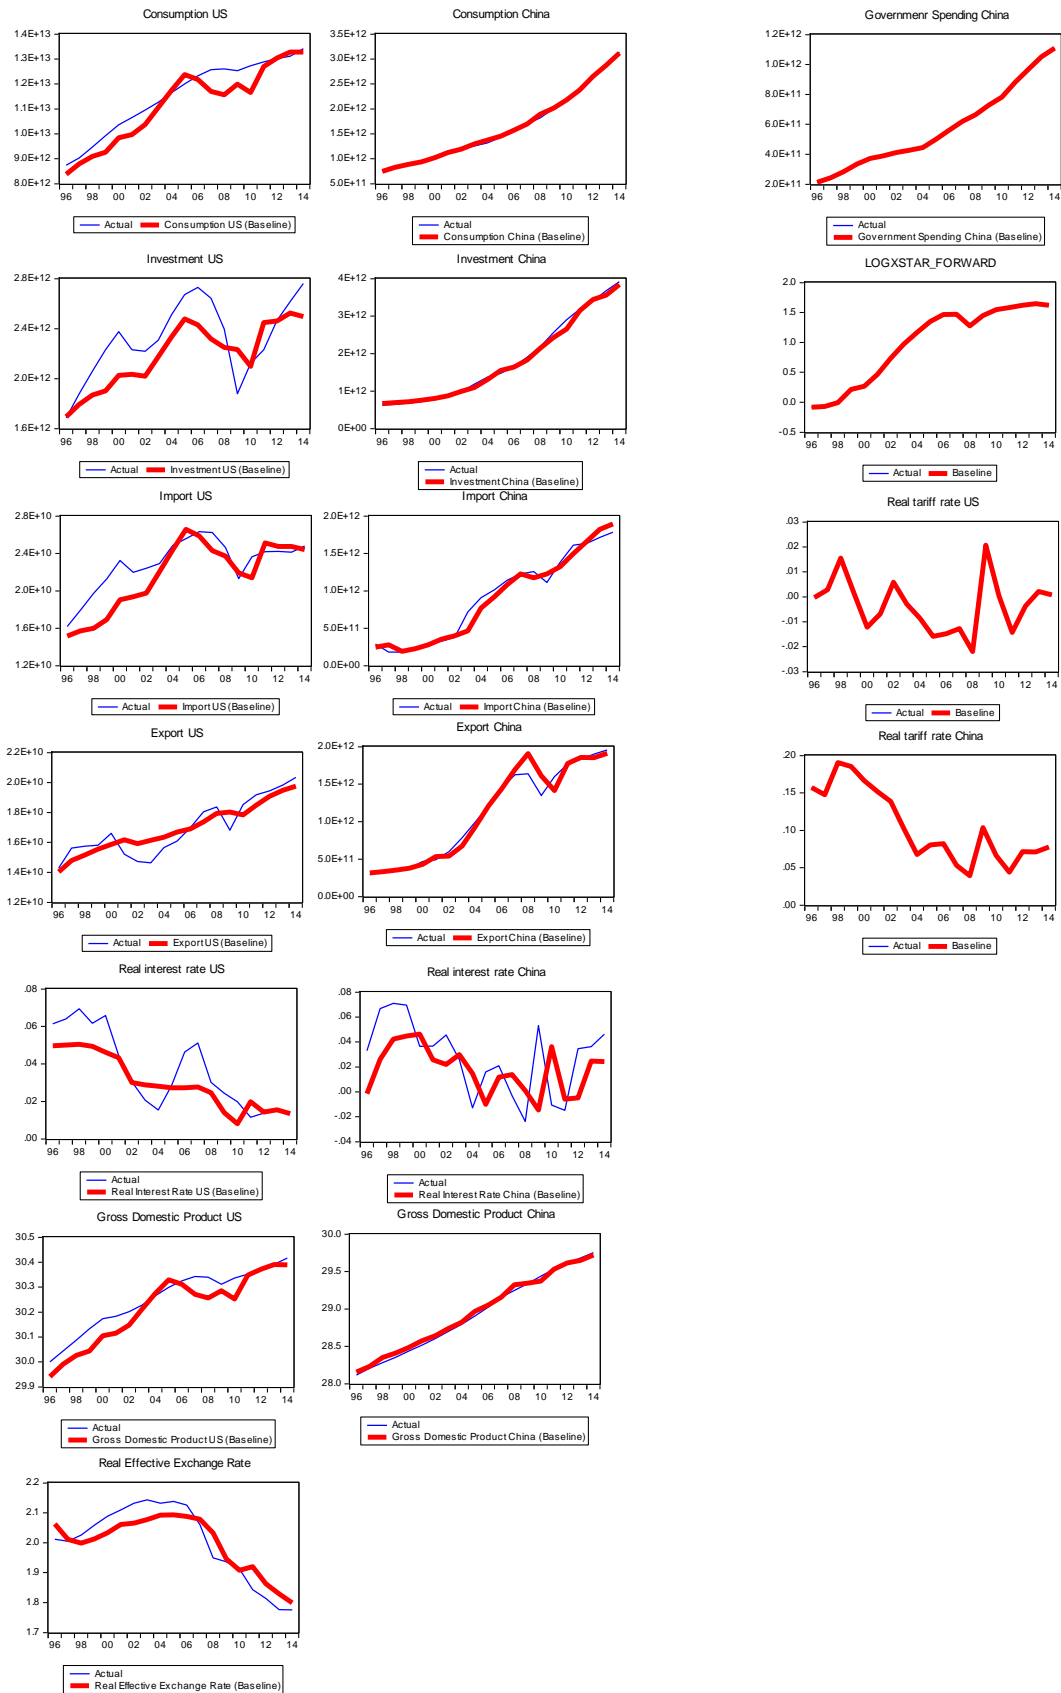 Consumption US
1.4E+13
1.3E+13
1.2E+13
1.1E+13
1.0E+13
9.0E+12
8.0E+12
96 98 00 02 04 06 08 10 12 14
Actual Consumption US (Baseline)
Consumption China
3.5E+12
3.0E+12
2.5E+12
2.0E+12
1.5E+12
1.0E+12
5.0E+11
96 98 00 02 04 06 08 10 12 14
Actual
Consumption China (Baseline)
Governmenr Spending China
1.2E+12
1.0E+12
8.0E+11
6.0E+11
4.0E+11
2.0E+11
96 98 00 02 04 06 08 10 12 14
Actual
Government Spending China (Baseline)
Investment US
2.8E+12
2.4E+12
2.0E+12
1.6E+12
96 98 00 02 04 06 08 10 12 14
Actual Investment US (Baseline)
Investment China
4E+12
3E+12
2E+12
1E+12
0E+00
96 98 00 02 04 06 08 10 12 14
Actual
Investment China (Baseline)
LOGXSTAR_FORWARD
2.0
1.5
1.0
0.5
0.0
-0.5
96 98 00 02 04 06 08 10 12 14
Actual Baseline
Import US
2.8E+10
2.4E+10
2.0E+10
1.6E+10
1.2E+10
96 98 00 02 04 06 08 10 12 14
Actual Import US (Baseline)
Import China
2.0E+12
1.5E+12
1.0E+12
5.0E+11
0.0E+00
96 98 00 02 04 06 08 10 12 14
Actual Import China (Baseline)
Real tariff rate US
.03
.02
.01
.00
-.01
-.02
-.03
96 98 00 02 04 06 08 10 12 14
Actual Baseline
Export US
2.2E+10
2.0E+10
1.8E+10
1.6E+10
1.4E+10
1.2E+10
96 98 00 02 04 06 08 10 12 14
Actual Export US (Baseline)
Export China
2.0E+12
1.5E+12
1.0E+12
5.0E+11
0.0E+00
96 98 00 02 04 06 08 10 12 14
Actual Export China (Baseline)
Real tariff rate China
.20
.15
.10
.05
.00
96 98 00 02 04 06 08 10 12 14
Actual Baseline
Real interest rate US
.08
.06
.04
.02
.00
96 98 00 02 04 06 08 10 12 14
Actual
Real Interest Rate US (Baseline)
Real interest rate China
.08
.06
.04
.02
.00
-.02
-.04
96 98 00 02 04 06 08 10 12 14
Actual
Real Interest Rate China (Baseline)
Gross Domestic Product US
30.5
30.4
30.3
30.2
30.1
30.0
29.9
96 98 00 02 04 06 08 10 12 14
Actual
Gross Domestic Product US (Baseline)
Gross Domestic Product China
30.0
29.5
29.0
28.5
28.0
96 98 00 02 04 06 08 10 12 14
Actual
Gross Domestic Product China (Baseline)
Real Effective Exchange Rate
2.2
2.1
2.0
1.9
1.8
1.7
96 98 00 02 04 06 08 10 12 14
Actual
Real Effective Exchange Rate (Baseline)